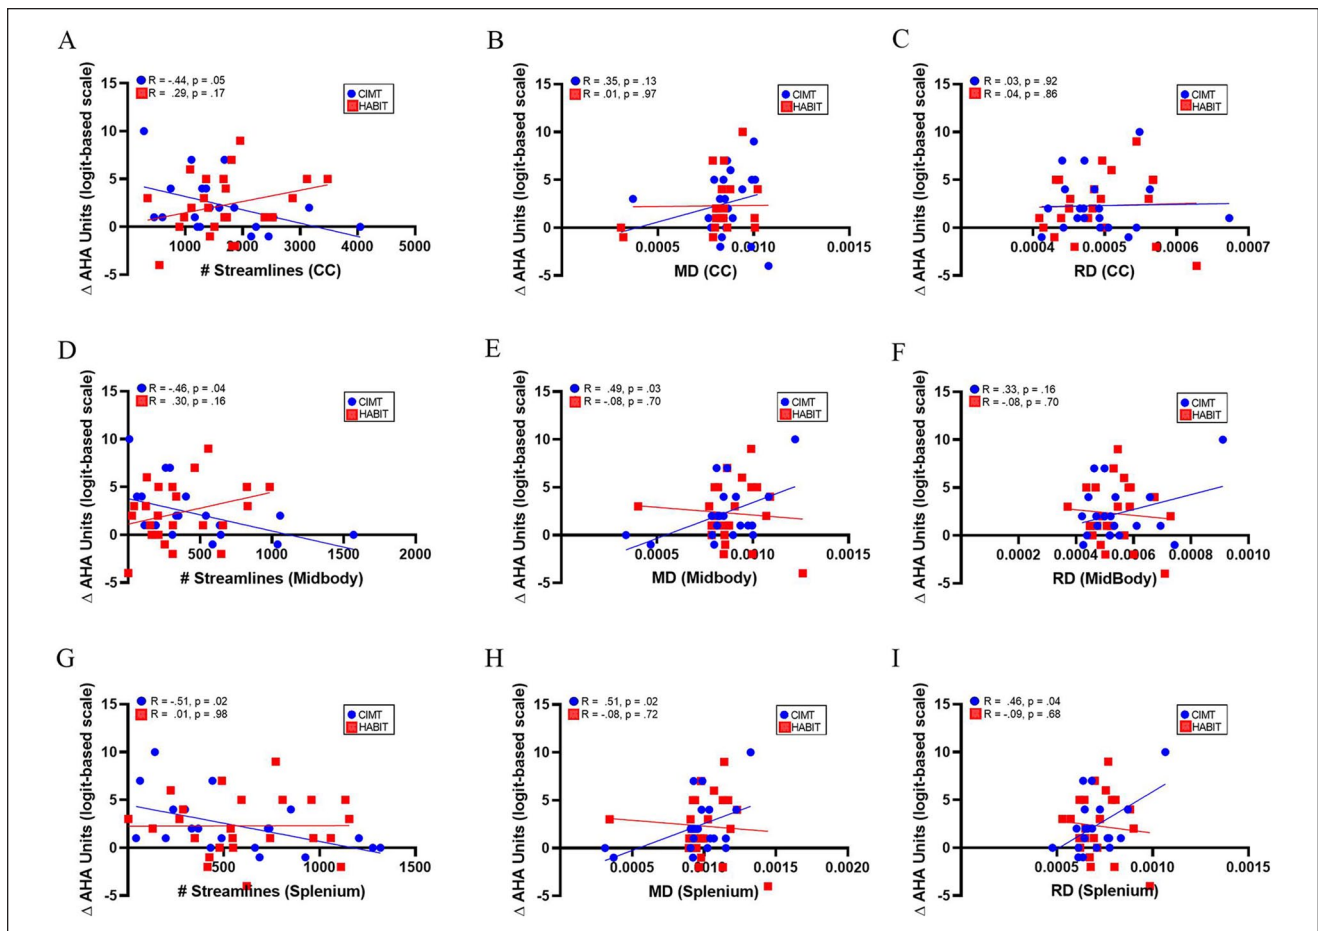 A
R = -.44, p = .05
R = .29, p = .17
CIMT
HABIT
Δ AHA Units (logit-based scale)
15
10
5
0
-5
1000 2000 3000 4000 5000
# Streamlines (CC)
B
R = .35, p = .13
R = .01, p = .97
CIMT
HABIT
Δ AHA Units (logit-based scale)
15
10
5
0
-5
0.0005 0.0010 0.0015
MD (CC)
C
R = .03, p = .92
R = .04, p = .86
CIMT
HABIT
Δ AHA Units (logit-based scale)
15
10
5
0
-5
0.0004 0.0005 0.0006 0.0007
RD (CC)
D
R = -.46, p = .04
R = .30, p = .16
CIMT
HABIT
Δ AHA Units (logit-based scale)
15
10
5
0
-5
500 1000 1500 2000
# Streamlines (Midbody)
E
R = .49, p = .03
R = -.08, p = .70
CIMT
HABIT
Δ AHA Units (logit-based scale)
15
10
5
0
-5
0.0005 0.0010 0.0015
MD (Midbody)
F
R = .33, p = .16
R = -.08, p = .70
CIMT
HABIT
Δ AHA Units (logit-based scale)
15
10
5
0
-5
0.0002 0.0004 0.0006 0.0008 0.0010
RD (MidBody)
G
R = -.51, p = .02
R = .01, p = .98
CIMT
HABIT
Δ AHA Units (logit-based scale)
15
10
5
0
-5
500 1000 1500
# Streamlines (Splenium)
H
R = .51, p = .02
R = -.08, p = .72
CIMT
HABIT
Δ AHA Units (logit-based scale)
15
10
5
0
-5
0.0005 0.0010 0.0015 0.0020
MD (Splenium)
I
R = .46, p = .04
R = -.09, p = .68
CIMT
HABIT
Δ AHA Units (logit-based scale)
15
10
5
0
-5
0.0005 0.0010 0.0015
RD (Splenium)